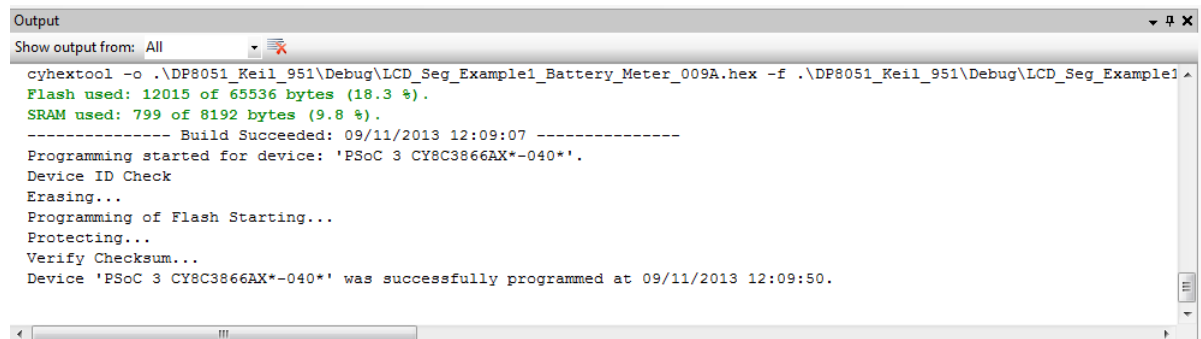 Output
Show output from: All
cyhextool -o .\DP8051_Keil_951\Debug\LCD_Seg_Example1_Battery_Meter_009A.hex -f .\DP8051_Keil_951\Debug\LCD_Seg_Example1
Flash used: 12015 of 65536 bytes (18.3 %).
SRAM used: 799 of 8192 bytes (9.8 %).
--------------- Build Succeeded: 09/11/2013 12:09:07 ---------------
Programming started for device: 'PSoC 3 CY8C3866AX*-040*'.
Device ID Check
Erasing...
Programming of Flash Starting...
Protecting...
Verify Checksum...
Device 'PSoC 3 CY8C3866AX*-040*' was successfully programmed at 09/11/2013 12:09:50.